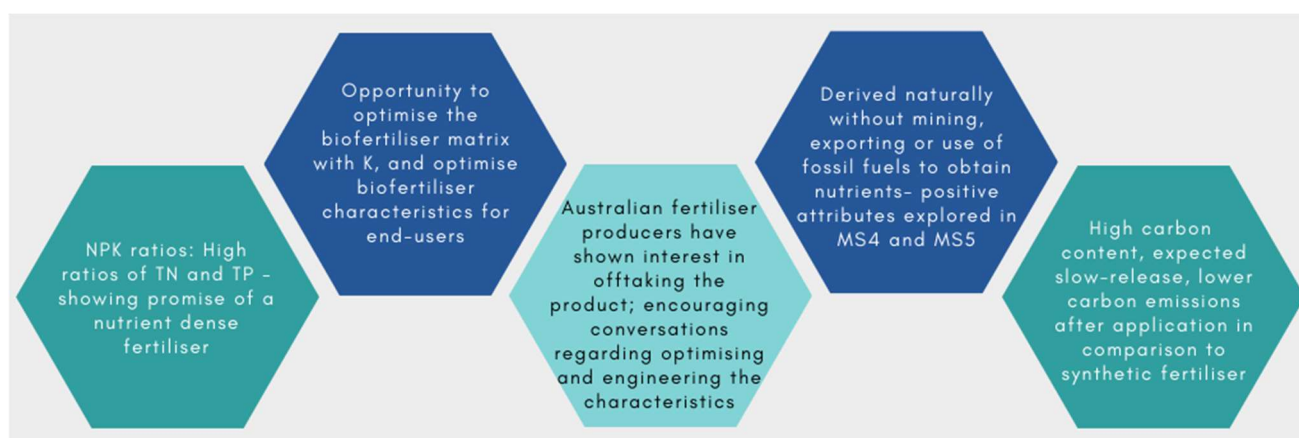 NPK ratios: High
ratios of TN and TP -
showing promise of a
nutrient dense
fertiliser
Opportunity to
optimise the
biofertiliser matrix
with K, and optimise
biofertiliser
characteristics for
end-users
Australian fertiliser
producers have
shown interest in
offtaking the
product; encouraging
conversations
regarding optimising
and engineering the
characteristics
Derived naturally
without mining,
exporting or use of
fossil fuels to obtain
nutrients- positive
attributes explored in
MS4 and MS5
High carbon
content, expected
slow-release, lower
carbon emissions
after application in
comparison to
synthetic fertiliser